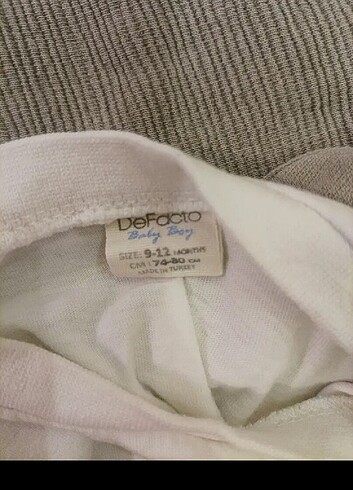 DeFacto
Baby Boy
SIZE: 9-12 MONTHS
CM: 74-80 CM
MADE IN TURKEY